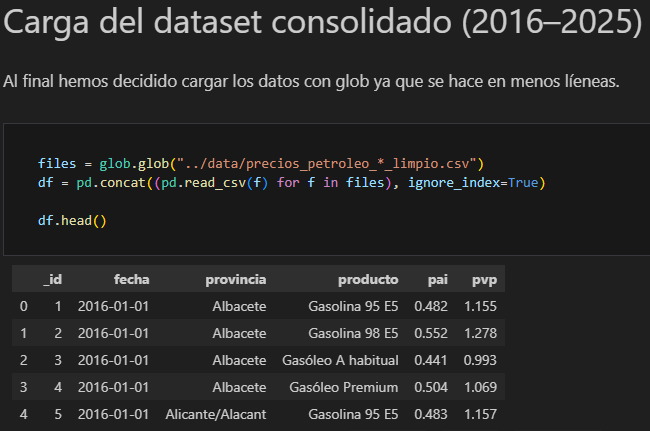 Carga del dataset consolidado (2016–2025)
Al final hemos decidido cargar los datos con glob ya que se hace en menos líeneas.
files = glob.glob("../data/precios_petroleo_*_limpio.csv")
df = pd.concat((pd.read_csv(f) for f in files), ignore_index=True)
df.head()
_id fecha provincia producto pai pvp
0 1 2016-01-01 Albacete Gasolina 95 E5 0.482 1.155
1 2 2016-01-01 Albacete Gasolina 98 E5 0.552 1.278
2 3 2016-01-01 Albacete Gasóleo A habitual 0.441 0.993
3 4 2016-01-01 Albacete Gasóleo Premium 0.504 1.069
4 5 2016-01-01 Alicante/Alacant Gasolina 95 E5 0.483 1.157